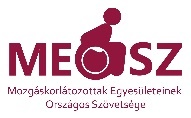 MEOSZ
Mozgáskorlátozottak Egyesületeinek
Országos Szövetsége